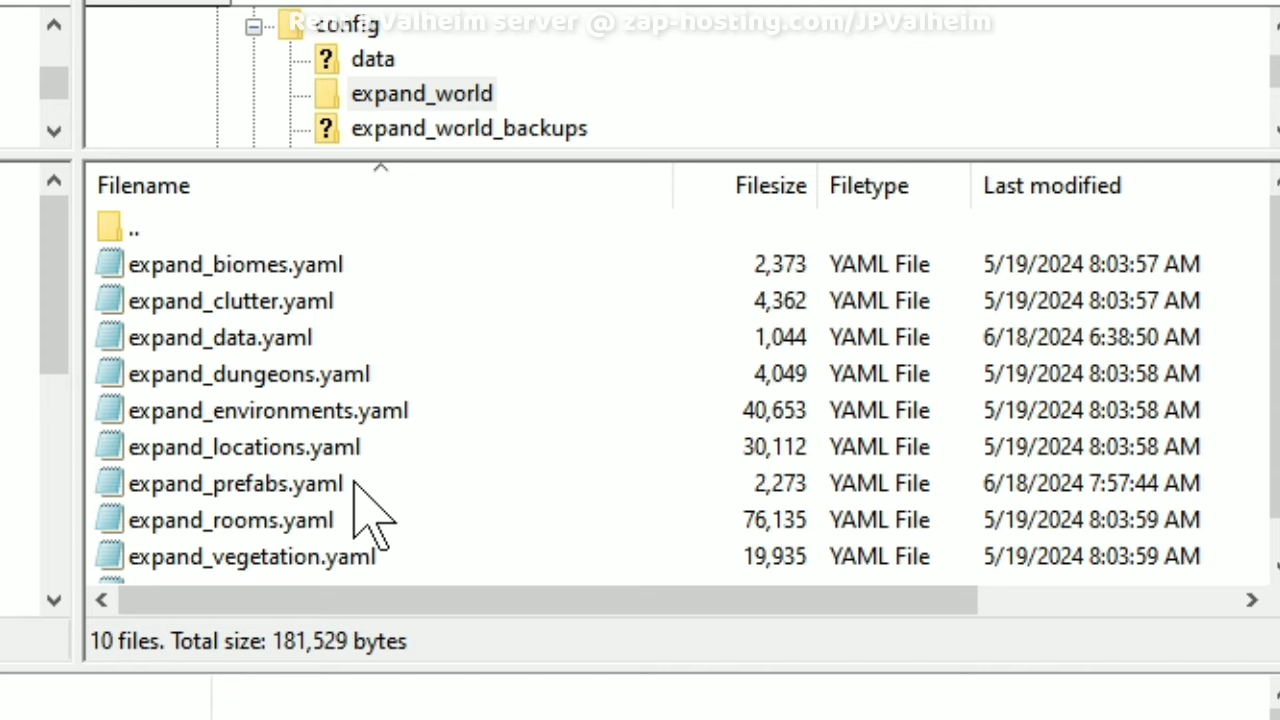 Rent a Valheim server @ zap-hosting.com/JPValheim
config
data
expand_world
expand_world_backups
Filename Filesize Filetype Last modified
..
expand_biomes.yaml 2,373 YAML File 5/19/2024 8:03:57 AM
expand_clutter.yaml 4,362 YAML File 5/19/2024 8:03:57 AM
expand_data.yaml 1,044 YAML File 6/18/2024 6:38:50 AM
expand_dungeons.yaml 4,049 YAML File 5/19/2024 8:03:58 AM
expand_environments.yaml 40,653 YAML File 5/19/2024 8:03:58 AM
expand_locations.yaml 30,112 YAML File 5/19/2024 8:03:58 AM
expand_prefabs.yaml 2,273 YAML File 6/18/2024 7:57:44 AM
expand_rooms.yaml 76,135 YAML File 5/19/2024 8:03:59 AM
expand_vegetation.yaml 19,935 YAML File 5/19/2024 8:03:59 AM
10 files. Total size: 181,529 bytes